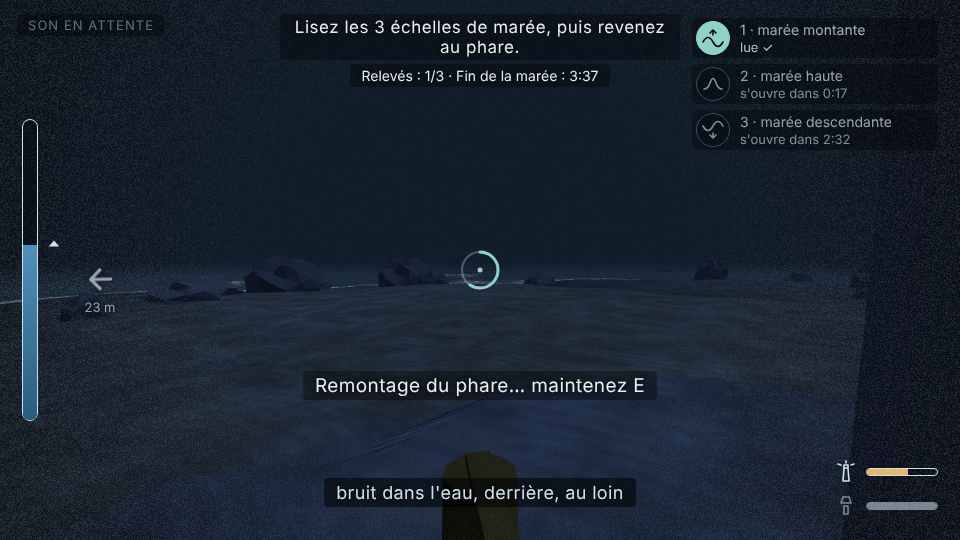 SON EN ATTENTE
Lisez les 3 échelles de marée, puis revenez
au phare.
Relevés : 1/3 · Fin de la marée : 3:37
1 · marée montante
lue ✓
2 · marée haute
s'ouvre dans 0:17
3 · marée descendante
s'ouvre dans 2:32
23 m
Remontage du phare... maintenez E
bruit dans l'eau, derrière, au loin